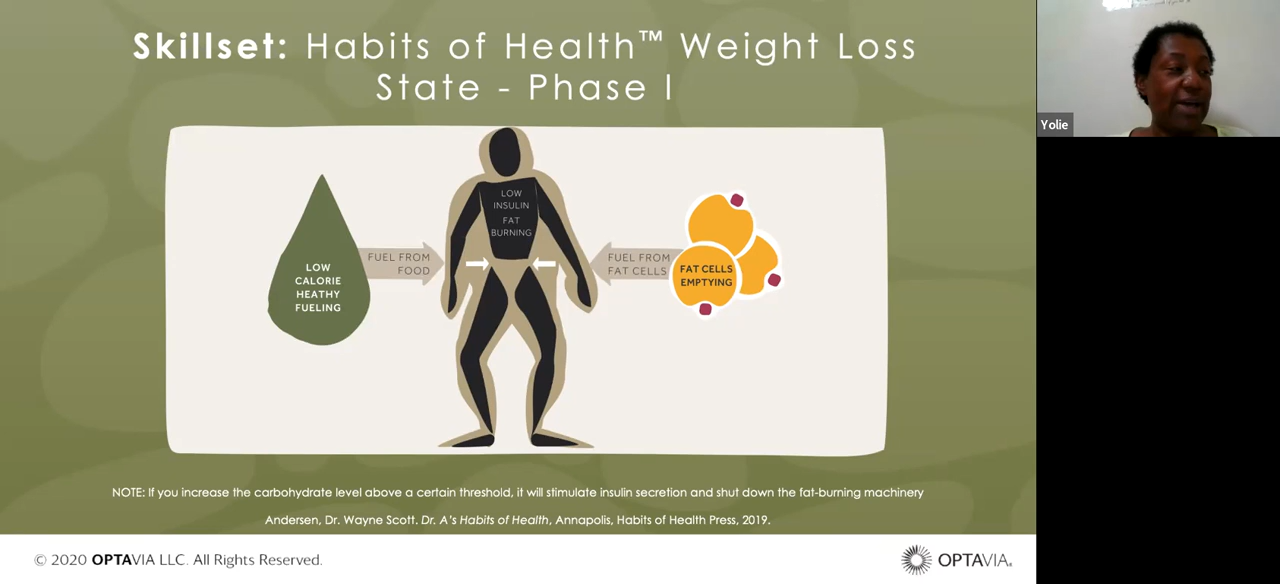 Skillset: Habits of Health™ Weight Loss
State - Phase I
LOW
CALORIE
HEATHY
FUELING
FUEL FROM
FOOD
LOW
INSULIN
FAT
BURNING
FUEL FROM
FAT CELLS
FAT CELLS
EMPTYING
NOTE: If you increase the carbohydrate level above a certain threshold, it will stimulate insulin secretion and shut down the fat-burning machinery
Andersen, Dr. Wayne Scott. Dr. A's Habits of Health, Annapolis, Habits of Health Press, 2019.
© 2020 OPTAVIA LLC. All Rights Reserved.
OPTAVIA®
Yolie